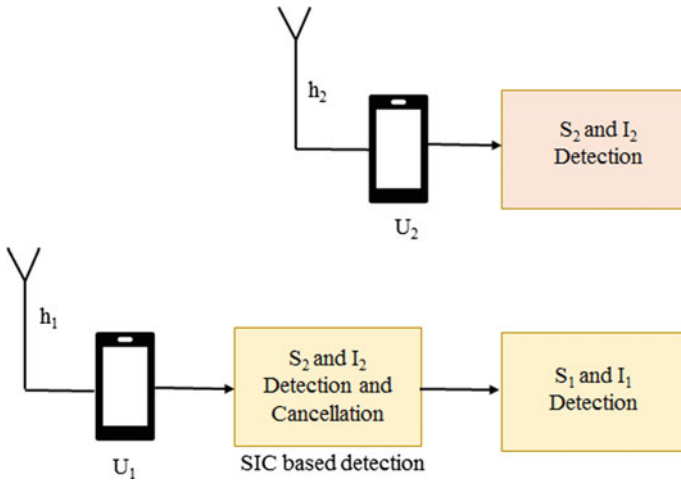 h₂
S₂ and I₂
Detection
U₂
h₁
S₂ and I₂
Detection and
Cancellation
S₁ and I₁
Detection
U₁
SIC based detection